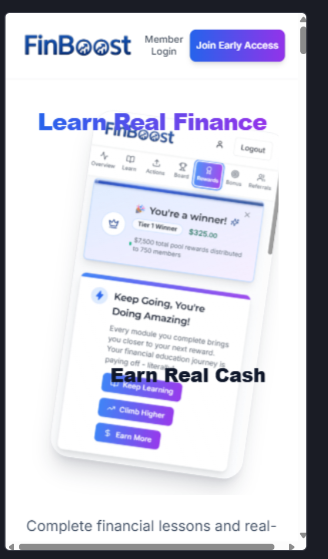 FinBoost
Member
Login
Join Early Access
Learn Real Finance
FinBoost
Logout
Overview
Learn
Actions
Board
Rewards
Bonus
Referrals
🎉 You're a winner! 🎊
Tier 1 Winner
$325.00
$7,500 total pool rewards distributed
to 750 members
Keep Going, You're
Doing Amazing!
Every module you complete brings
you closer to your next reward.
Your financial education journey is
paying off –
Earn Real Cash
Keep Learning
Climb Higher
$ Earn More
Complete financial lessons and real-